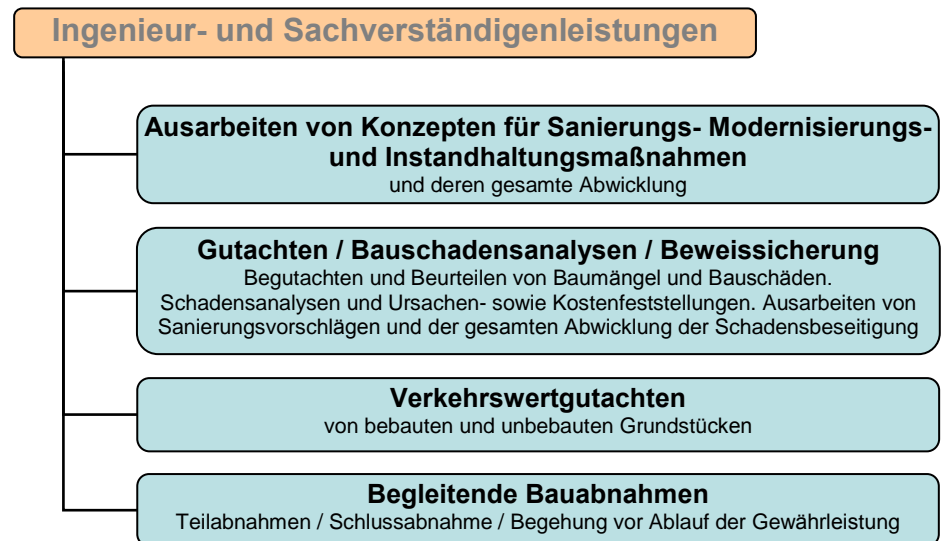 Ingenieur- und Sachverständigenleistungen
Ausarbeiten von Konzepten für Sanierungs- Modernisierungs-
und Instandhaltungsmaßnahmen
und deren gesamte Abwicklung
Gutachten / Bauschadensanalysen / Beweissicherung
Begutachten und Beurteilen von Baumängel und Bauschäden.
Schadensanalysen und Ursachen- sowie Kostenfeststellungen. Ausarbeiten von
Sanierungsvorschlägen und der gesamten Abwicklung der Schadensbeseitigung
Verkehrswertgutachten
von bebauten und unbebauten Grundstücken
Begleitende Bauabnahmen
Teilabnahmen / Schlussabnahme / Begehung vor Ablauf der Gewährleistung